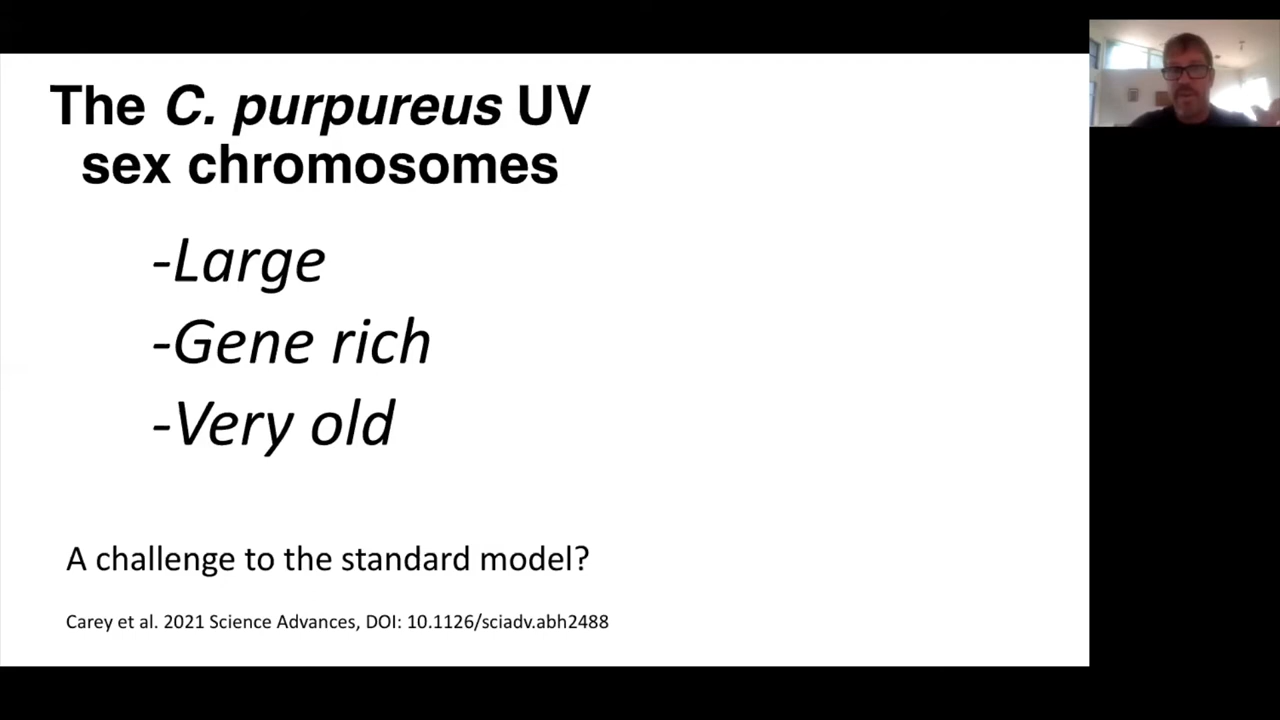 The C. purpureus UV
sex chromosomes
-Large
-Gene rich
-Very old
A challenge to the standard model?
Carey et al. 2021 Science Advances, DOI: 10.1126/sciadv.abh2488